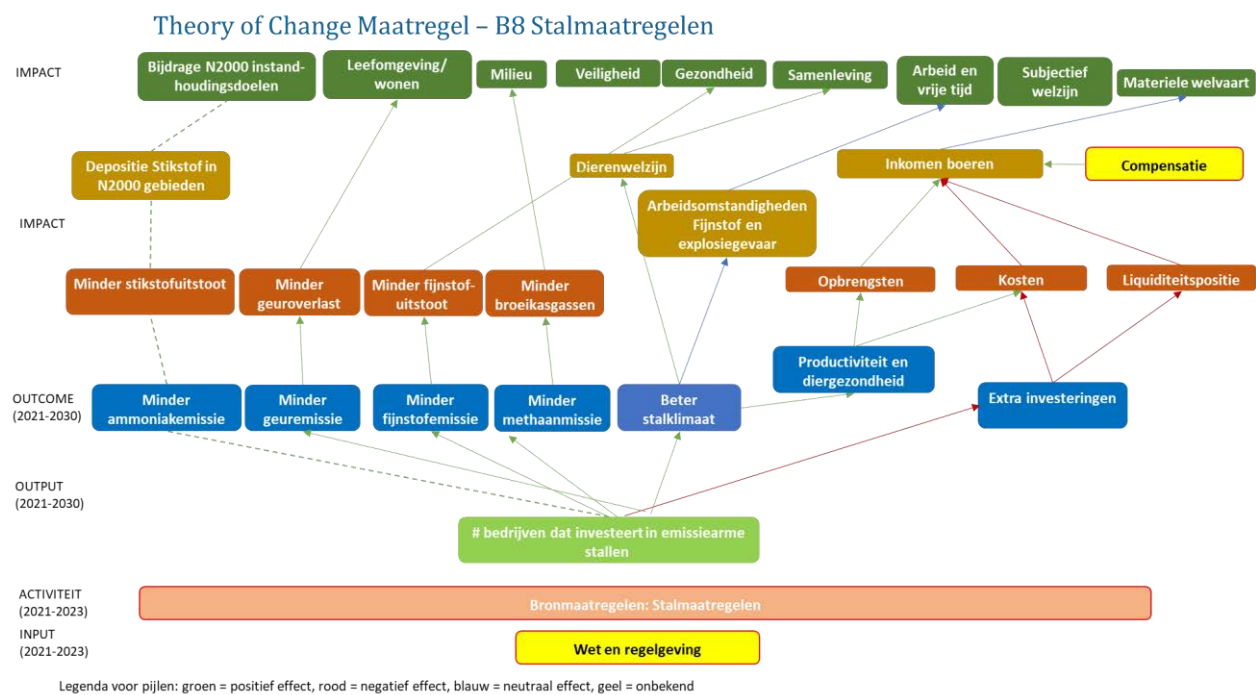 Theory of Change Maatregel – B8 Stalmaatregelen
IMPACT
Bijdrage N2000 instand-
houdingsdoelen
Leefomgeving/
wonen
Milieu
Veiligheid
Gezondheid
Samenleving
Arbeid en
vrije tijd
Subjectief
welzijn
Materiele welvaart
Depositie Stikstof in
N2000 gebieden
Dierenwelzijn
Inkomen boeren
Compensatie
IMPACT
Arbeidsomstandigheden
Fijnstof en
explosiegevaar
Minder stikstofuitstoot
Minder
geuroverlast
Minder fijnstof-
uitstoot
Minder
broeikasgassen
Opbrengsten
Kosten
Liquiditeitspositie
Productiviteit en
diergezondheid
OUTCOME
(2021-2030)
Minder
ammoniakemissie
Minder
geuremissie
Minder
fijnstofemissie
Minder
methaanmissie
Beter
stalklimaat
Extra investeringen
OUTPUT
(2021-2030)
# bedrijven dat investeert in emissiearme
stallen
ACTIVITEIT
(2021-2023)
Bronmaatregelen: Stalmaatregelen
INPUT
(2021-2023)
Wet en regelgeving
Legenda voor pijlen: groen = positief effect, rood = negatief effect, blauw = neutraal effect, geel = onbekend